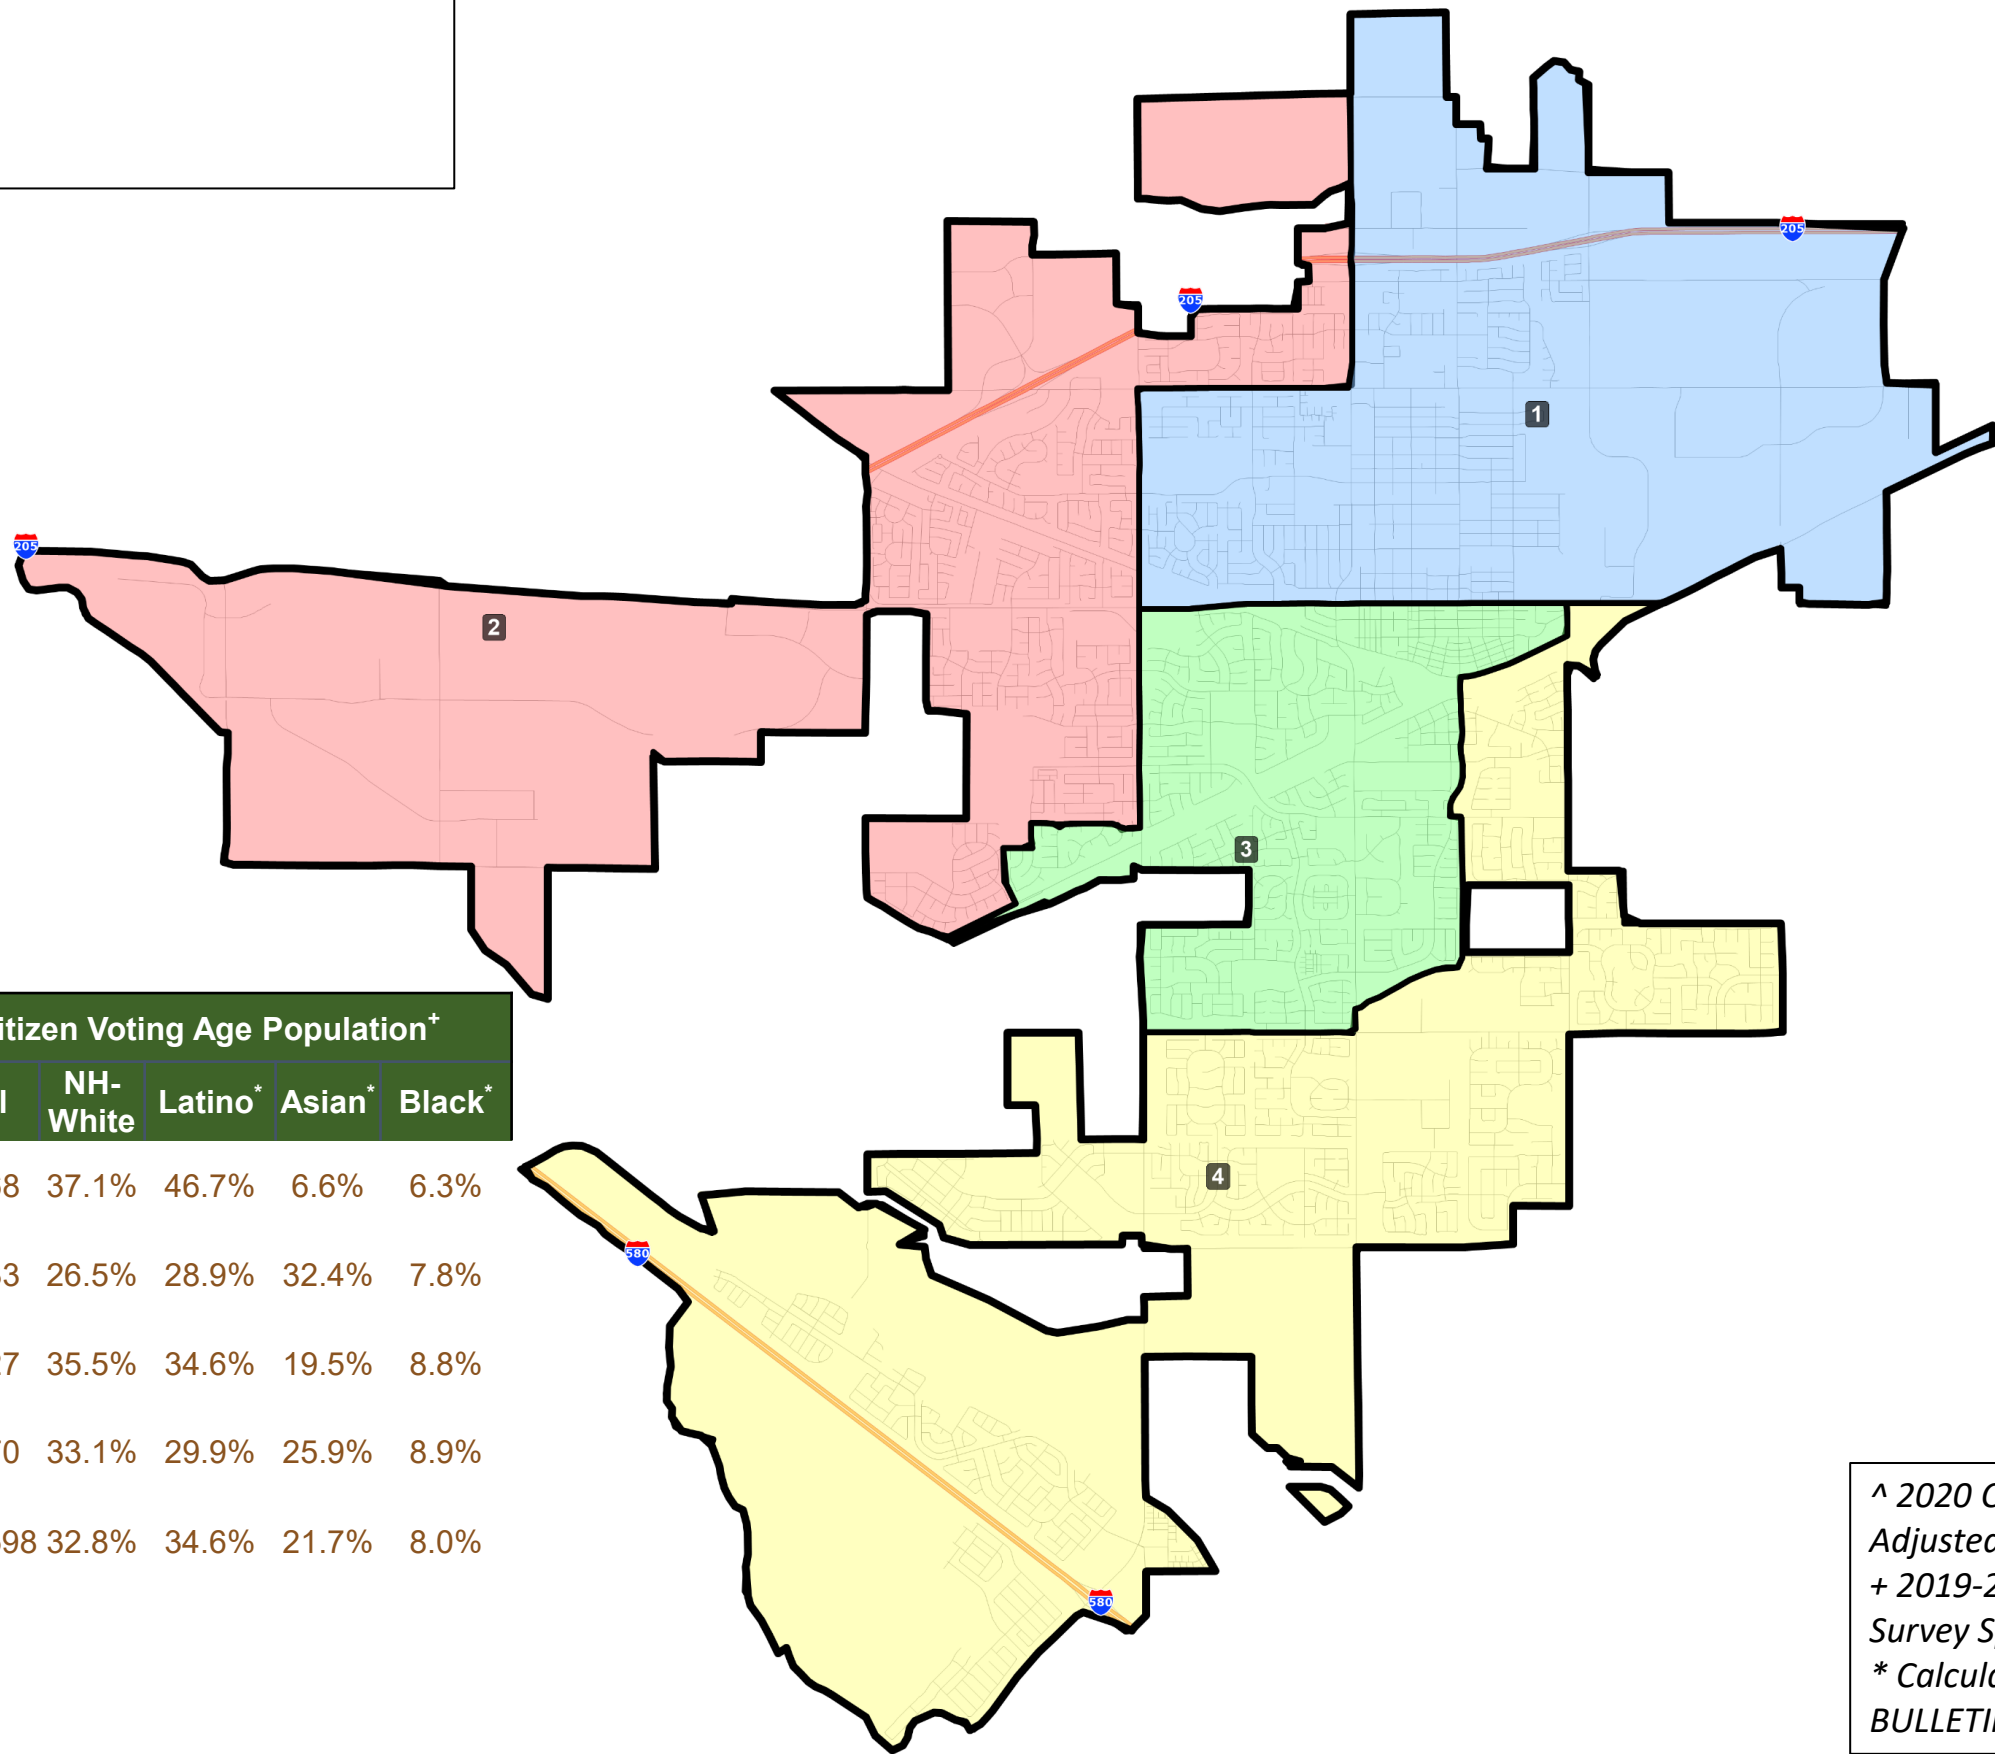 205
205
1
205
2
3
itizen Voting Age Population+
NH-White Latino* Asian* Black*
37.1% 46.7% 6.6% 6.3%
26.5% 28.9% 32.4% 7.8%
35.5% 34.6% 19.5% 8.8%
33.1% 29.9% 25.9% 8.9%
32.8% 34.6% 21.7% 8.0%
4
580
580
^ 2020
Adjusted
+ 2019-2
Survey
* Calcul
BULLETI